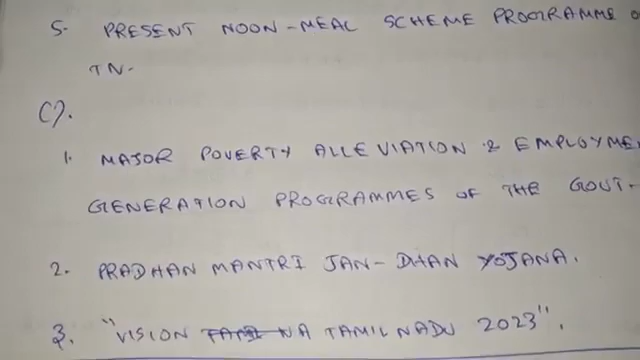 5. PRESENT NOON-MEAL SCHEME PROGRAMME
TN.
C).
1. MAJOR POVERTY ALLEVIATION & EMPLOYME
GENERATION PROGRAMMES OF THE GOVT.
2. PRADHAN MANTRI JAN-DHAN YOJANA.
3. "VISION TAMIL NADU 2023".